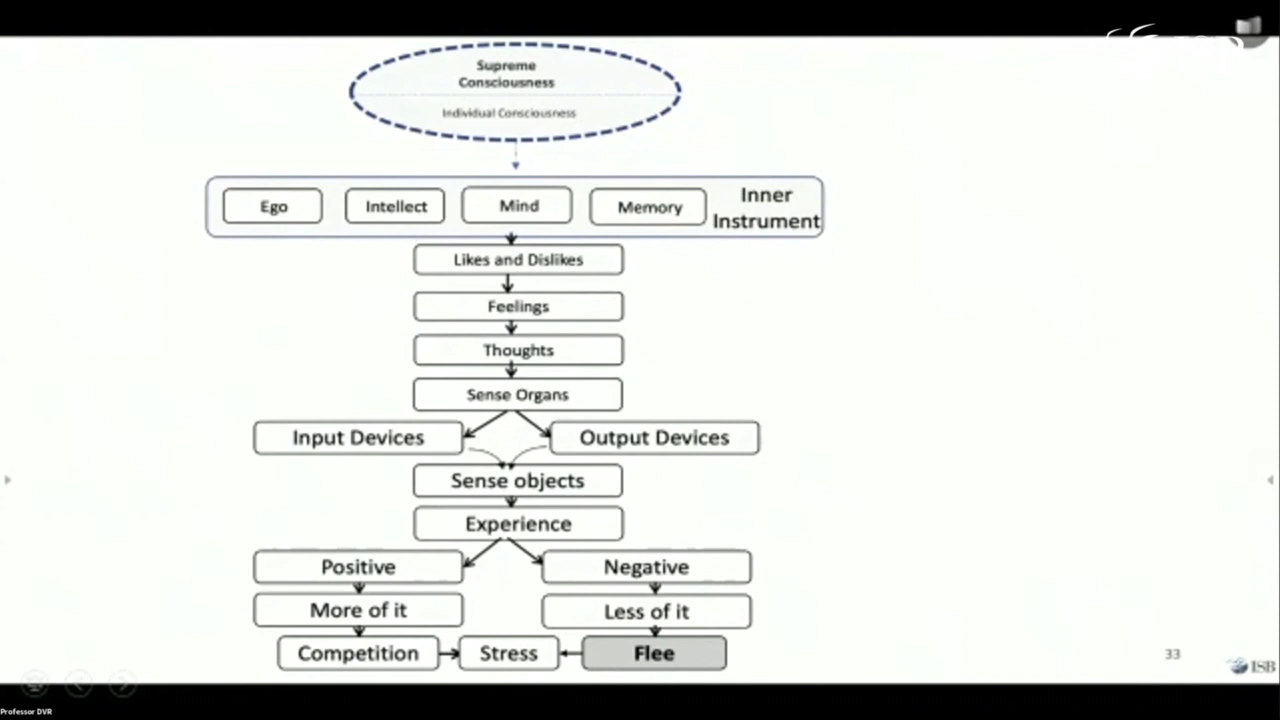 Supreme
Consciousness
Individual Consciousness
Ego
Intellect
Mind
Memory
Inner
Instrument
Likes and Dislikes
Feelings
Thoughts
Sense Organs
Input Devices
Output Devices
Sense objects
Experience
Positive
Negative
More of it
Less of it
Competition
Stress
Flee
33
ISB
Professor DVR